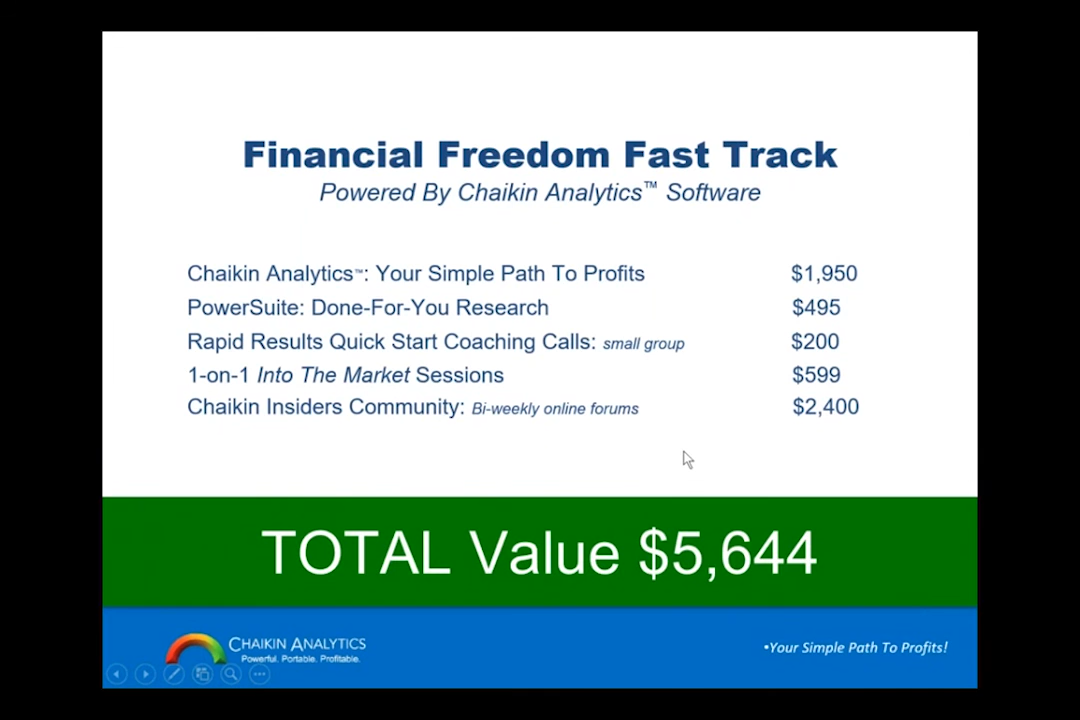 Financial Freedom Fast Track
Powered By Chaikin Analytics™ Software
Chaikin Analytics™: Your Simple Path To Profits $1,950
PowerSuite: Done-For-You Research $495
Rapid Results Quick Start Coaching Calls: small group $200
1-on-1 Into The Market Sessions $599
Chaikin Insiders Community: Bi-weekly online forums $2,400
TOTAL Value $5,644
CHAIKIN ANALYTICS
Powerful. Portable. Profitable.
•Your Simple Path To Profits!